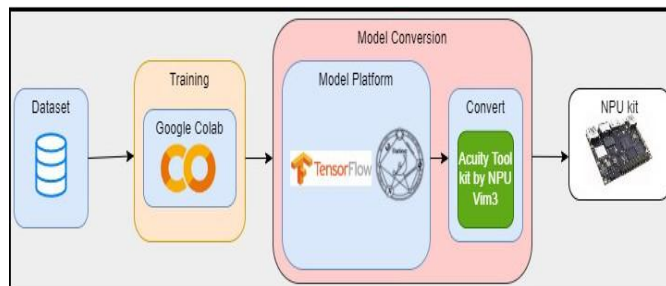 Model Conversion
Training
Model Platform
Dataset
Convert
NPU kit
Google Colab
TensorFlow
Acuity Tool
kit by NPU
Vim3